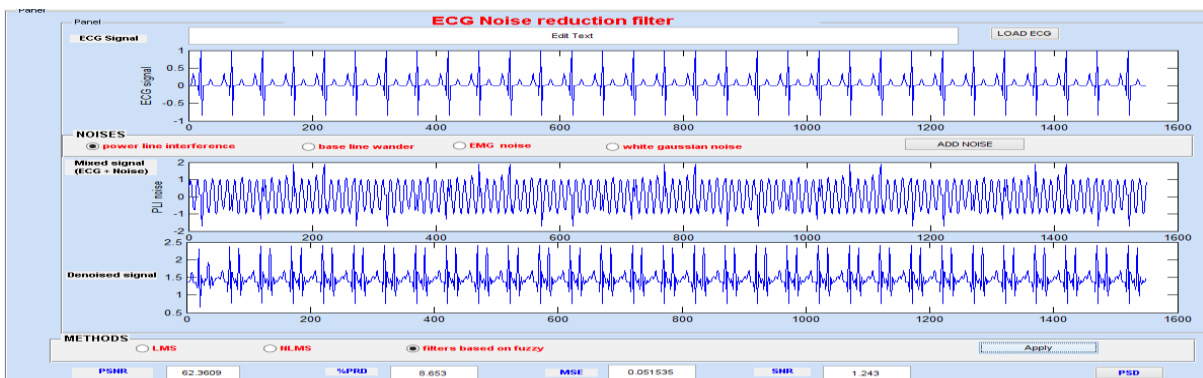 Panel
Panel
ECG Noise reduction filter
ECG Signal
Edit Text
LOAD ECG
ECG signal
1
0.5
0
-0.5
-1
0 200 400 600 800 1000 1200 1400 1600
NOISES
power line interference
base line wander
EMG noise
white gaussian noise
ADD NOISE
Mixed signal
(ECG + Noise)
PLI noise
2
1
0
-1
-2
0 200 400 600 800 1000 1200 1400 1600
Denoised signal
2.5
2
1.5
1
0.5
0 200 400 600 800 1000 1200 1400 1600
METHODS
LMS
NLMS
filters based on fuzzy
Apply
PSNR 62.3609 %PRD 8.653 MSE 0.051535 SNR 1.243 PSD